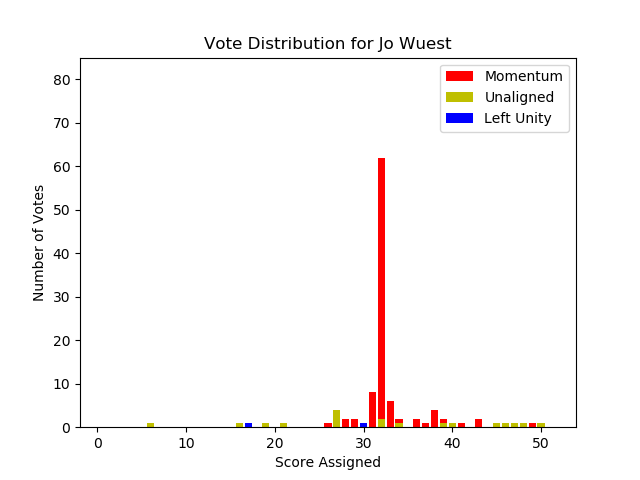 Vote Distribution for Jo Wuest
Momentum
Unaligned
Left Unity
Number of Votes
80
70
60
50
40
30
20
10
0
0 10 20 30 40 50
Score Assigned